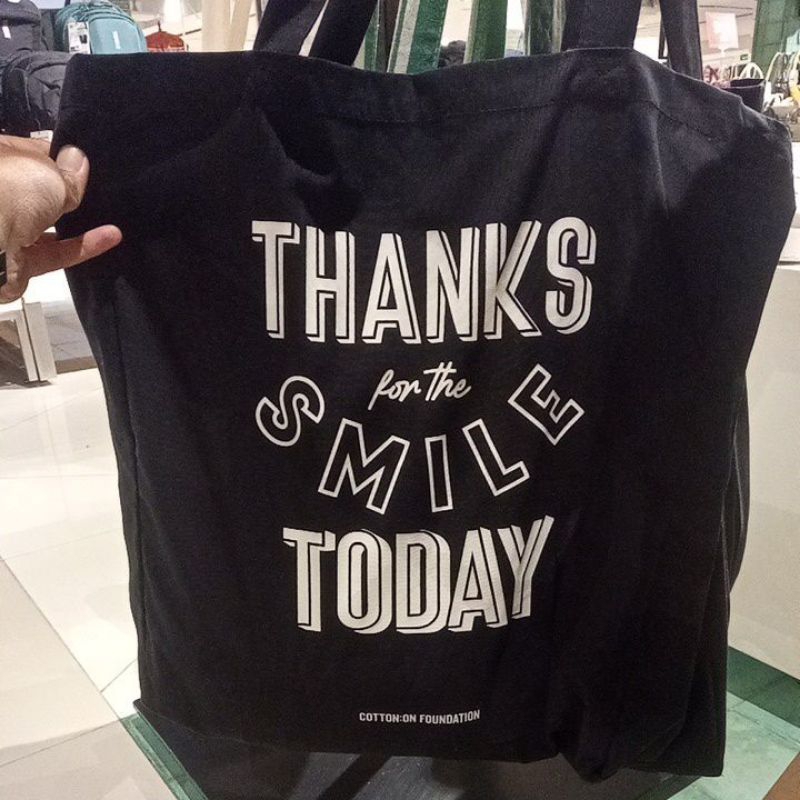 THANKS
for the
SMILE
TODAY
COTTON:ON FOUNDATION